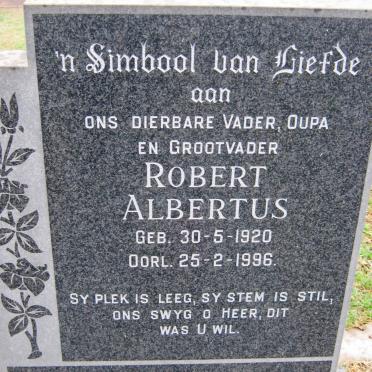 'n Simbool van Liefde
aan
ONS DIERBARE VADER, OUPA
EN GROOTVADER
ROBERT
ALBERTUS
GEB. 30-5-1920
OORL. 25-2-1996.
SY PLEK IS LEEG, SY STEM IS STIL,
ONS SWYG O HEER, DIT
WAS U WIL.